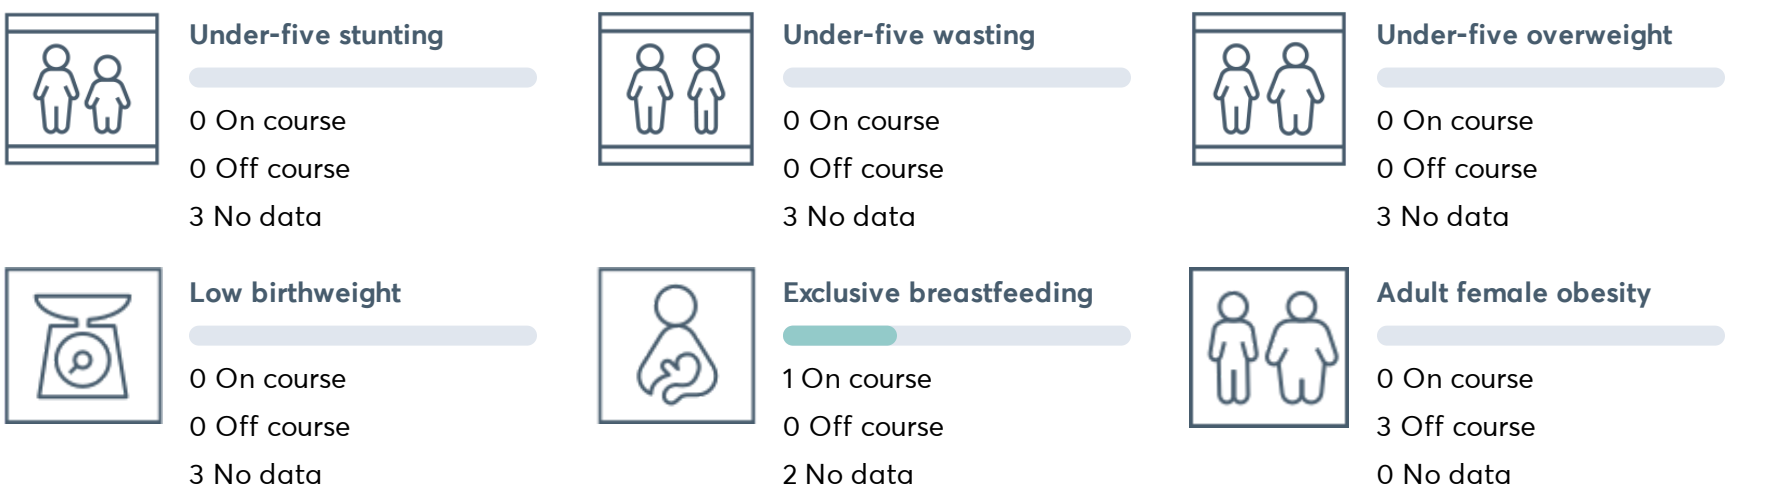 Under-five stunting
0 On course
0 Off course
3 No data
Under-five wasting
0 On course
0 Off course
3 No data
Under-five overweight
0 On course
0 Off course
3 No data
Low birthweight
0 On course
0 Off course
3 No data
Exclusive breastfeeding
1 On course
0 Off course
2 No data
Adult female obesity
0 On course
3 Off course
0 No data